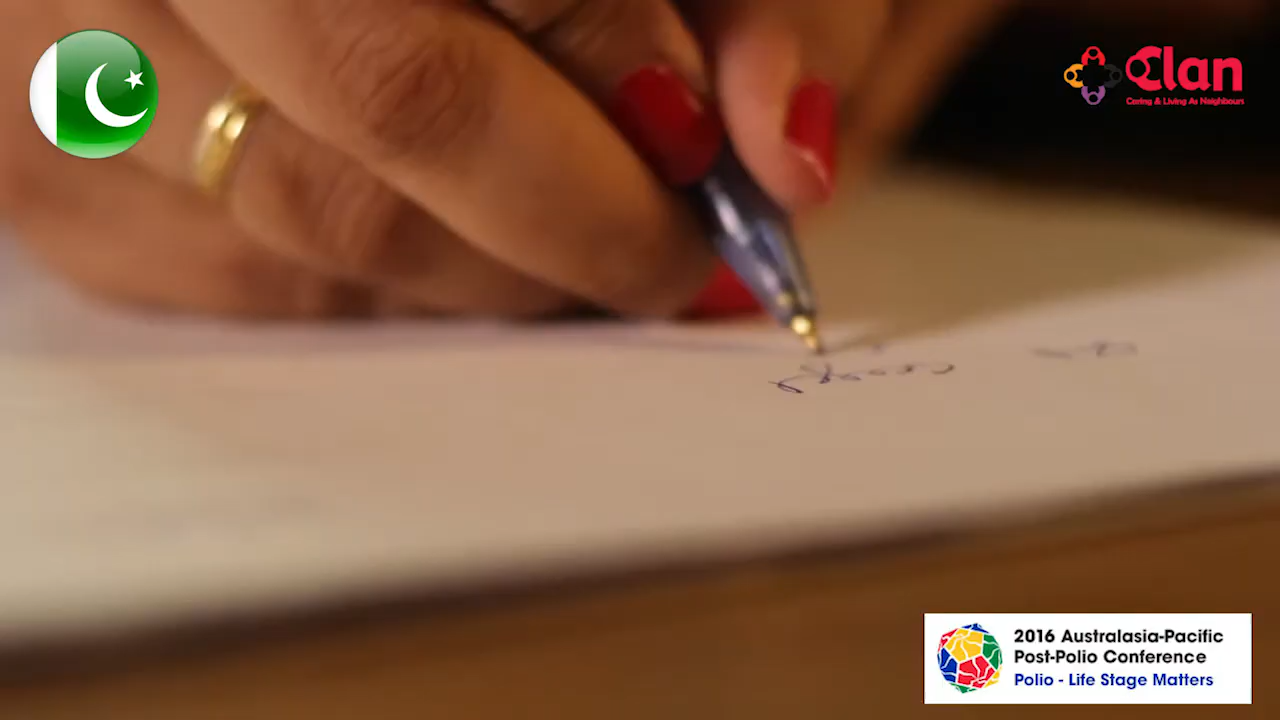 Clan
Caring & Living As Neighbours
2016 Australasia-Pacific
Post-Polio Conference
Polio - Life Stage Matters